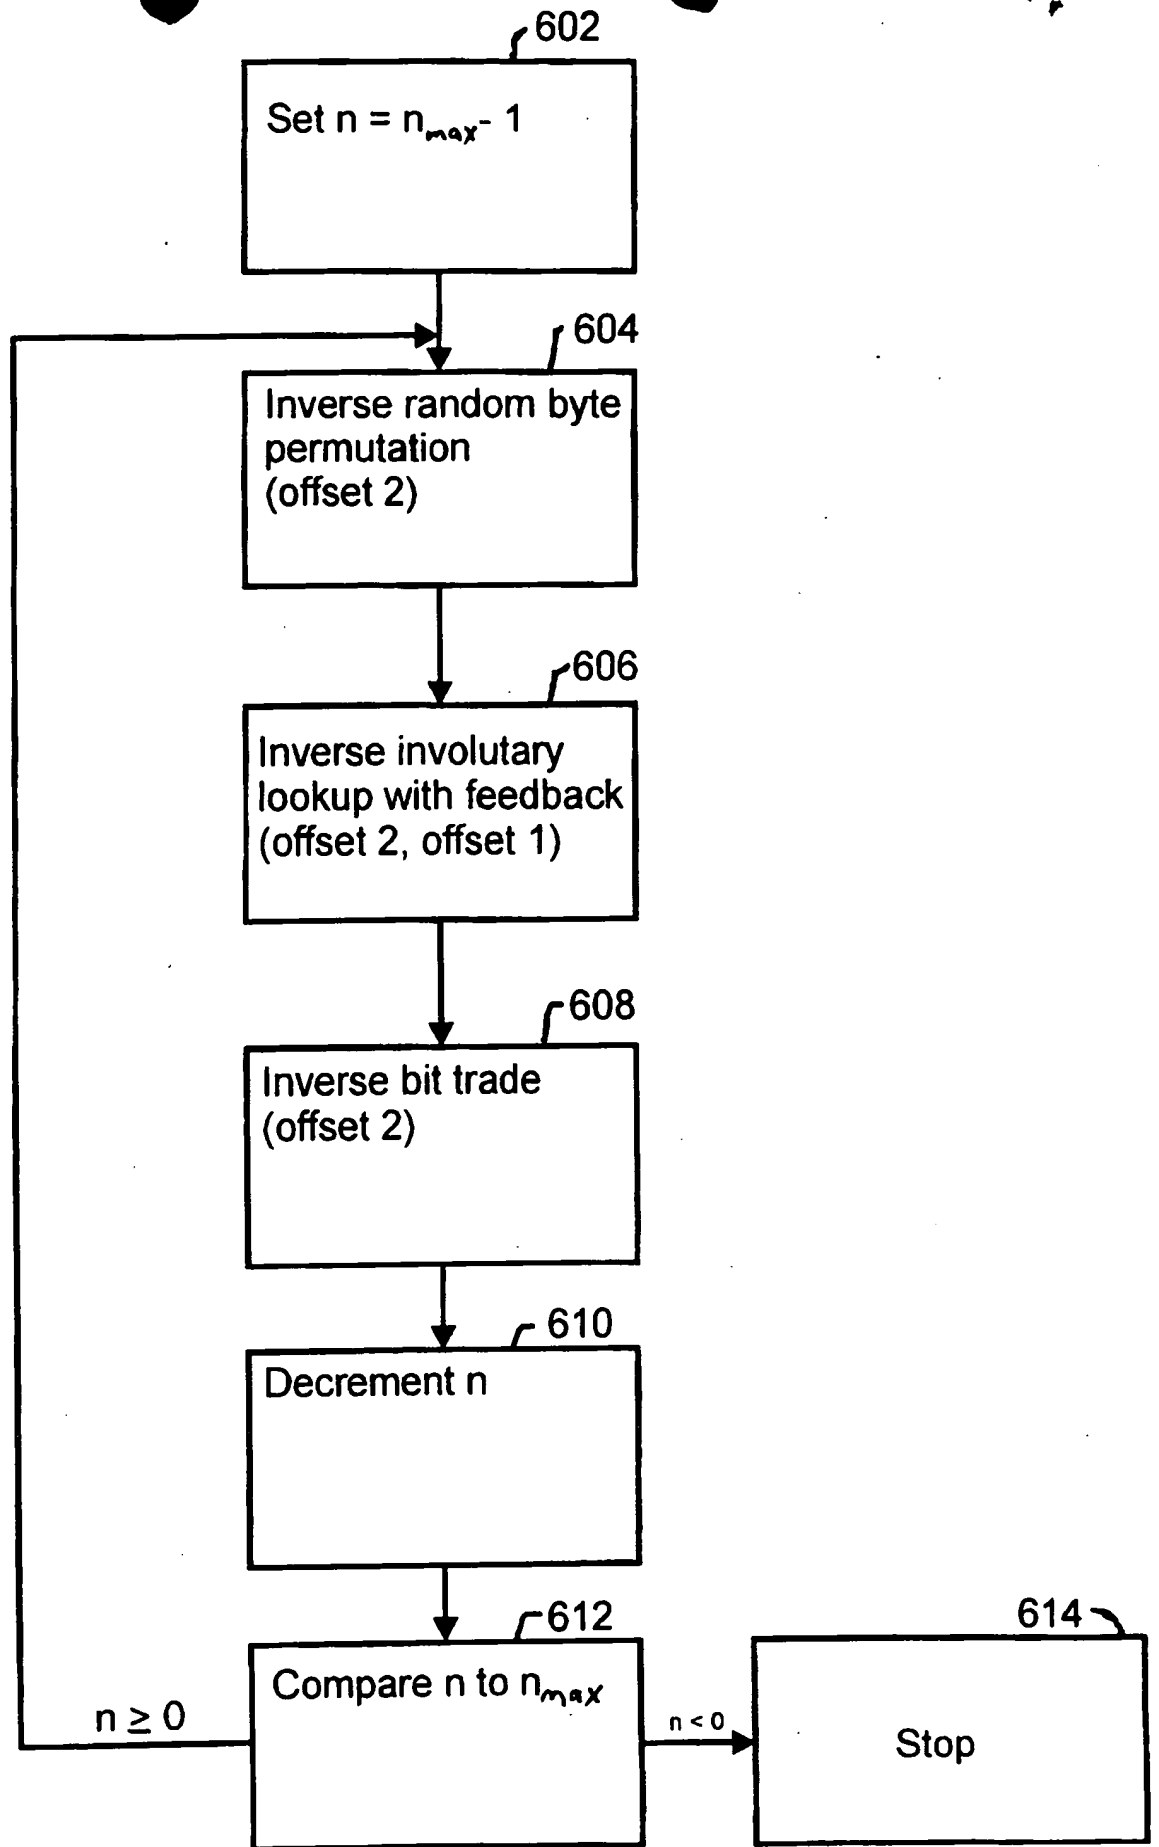 602
Set n = nmax - 1
604
Inverse random byte
permutation
(offset 2)
606
Inverse involutary
lookup with feedback
(offset 2, offset 1)
608
Inverse bit trade
(offset 2)
610
Decrement n
612
Compare n to nmax
n ≥ 0
n < 0
614
Stop